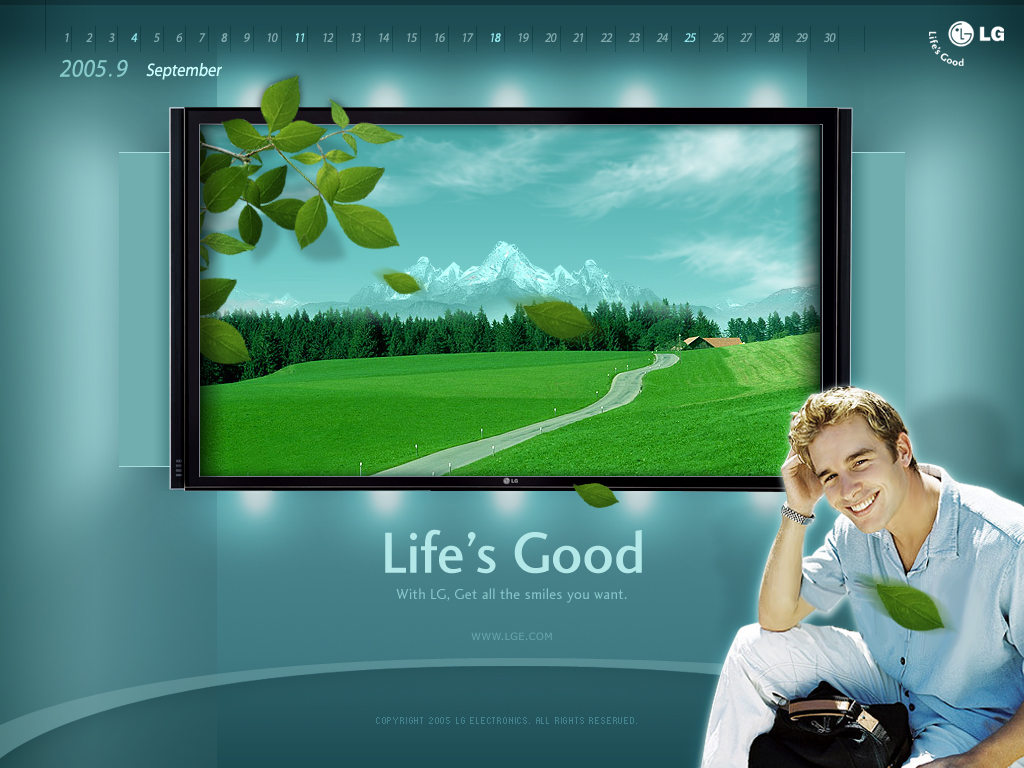 1 2 3 4 5 6 7 8 9 10 11 12 13 14 15 16 17 18 19 20 21 22 23 24 25 26 27 28 29 30
2005.9 September
LG
Life's Good
LG
Life's Good
With LG, Get all the smiles you want.
WWW.LGE.COM
COPYRIGHT 2005 LG ELECTRONICS. ALL RIGHTS RESERVED.